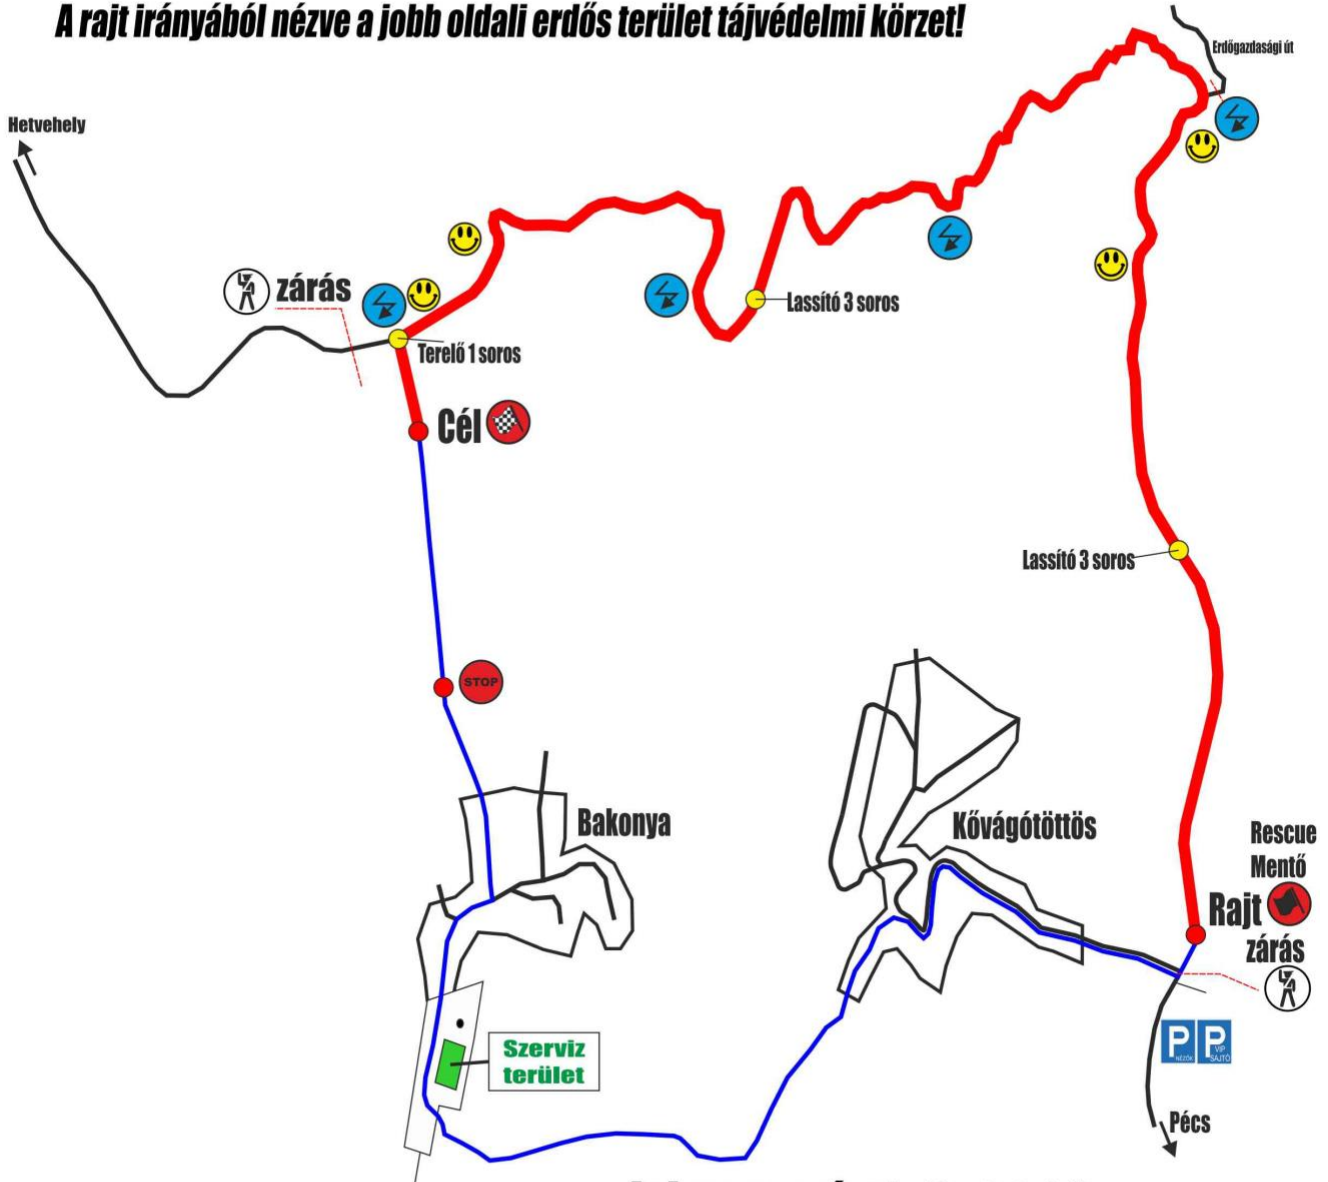 A rajt irányából nézve a jobb oldali erdős terület tájvédelmi körzet!
Erdőgazdasági út
Hetvehely
zárás
Lassító 3 soros
Terelő 1 soros
Cél
Lassító 3 soros
STOP
Bakonya
Kővágótöttös
Rescue
Mentő
Rajt
zárás
P NÉZŐK
P VIP SAJTÓ
Szerviz
terület
Pécs